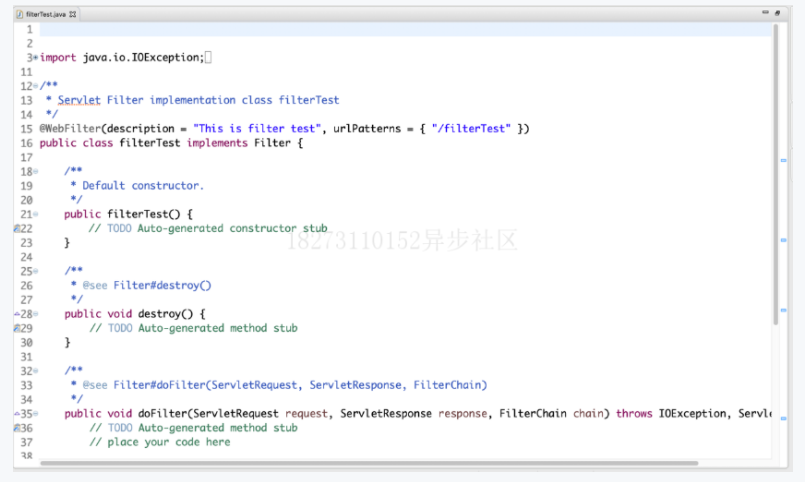 filterTest.java
1
2
3 import java.io.IOException;
11
12 /**
13 * Servlet Filter implementation class filterTest
14 */
15 @WebFilter(description = "This is filter test", urlPatterns = { "/filterTest" })
16 public class filterTest implements Filter {
17
18 /**
19 * Default constructor.
20 */
21 public filterTest() {
22 // TODO Auto-generated constructor stub
18273110152异步社区
23 }
24
25 /**
26 * @see Filter#destroy()
27 */
28 public void destroy() {
29 // TODO Auto-generated method stub
30 }
31
32 /**
33 * @see Filter#doFilter(ServletRequest, ServletResponse, FilterChain)
34 */
35 public void doFilter(ServletRequest request, ServletResponse response, FilterChain chain) throws IOException, Servle
36 // TODO Auto-generated method stub
37 // place your code here
38